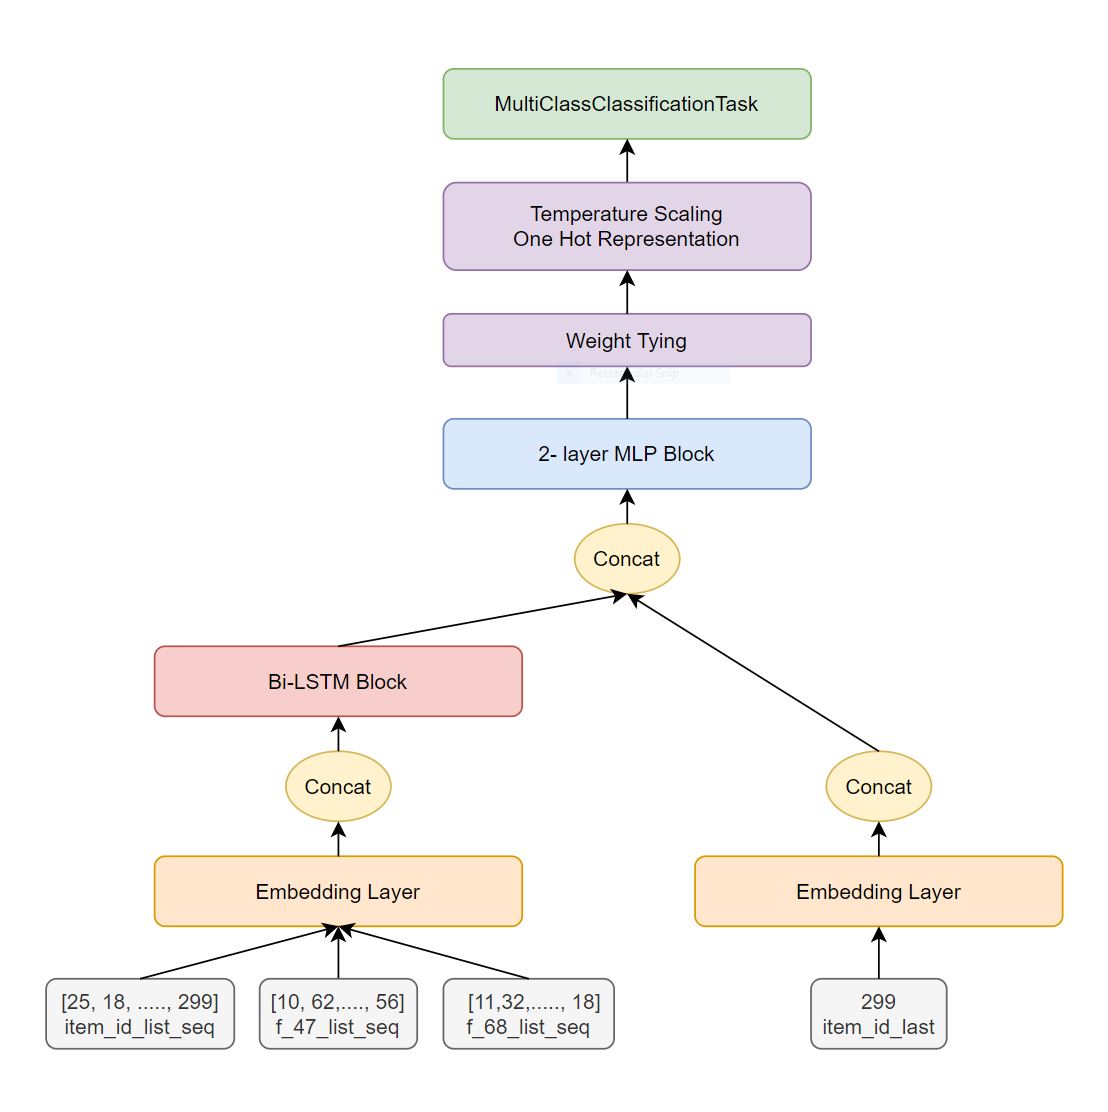 MultiClassClassificationTask
Temperature Scaling
One Hot Representation
Weight Tying
Rectangular Snip
2- layer MLP Block
Concat
Bi-LSTM Block
Concat
Concat
Embedding Layer
Embedding Layer
[25, 18, ....., 299]
item_id_list_seq
[10, 62,...., 56]
f_47_list_seq
[11,32,....., 18]
f_68_list_seq
299
item_id_last